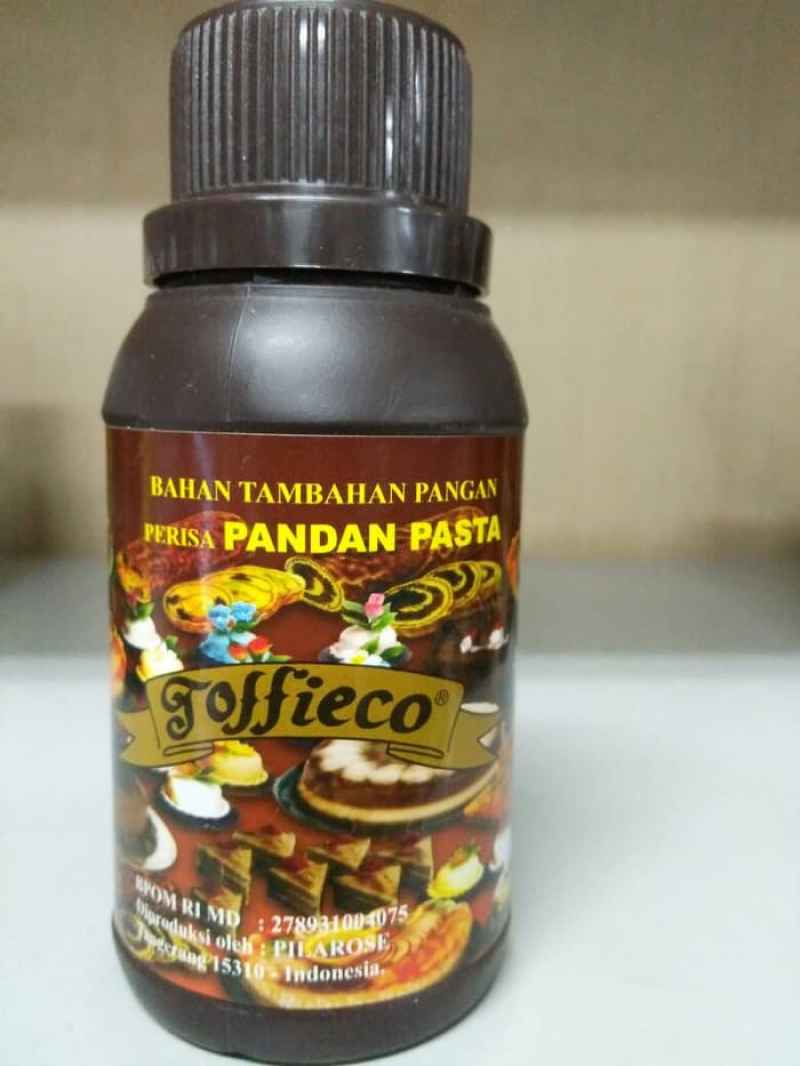 BAHAN TAMBAHAN PANGAN
PERISA PANDAN PASTA
Toffieco®
BPOM RI MD : 278931004075
Diproduksi oleh : PILAROSE
Tangerang 15310 - Indonesia.